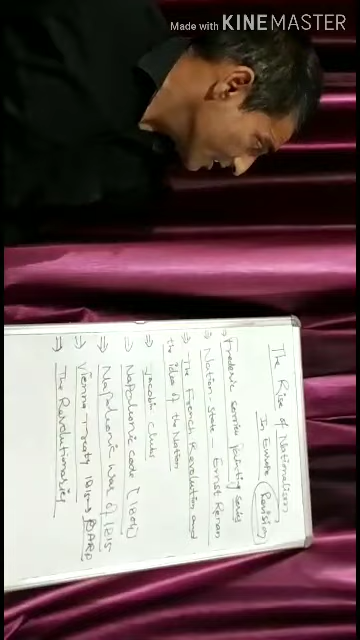 Made with KINEMASTER
The Rise of Nationalism
in Europe (Revision)
⇒ Frederic sorrieu painting series
⇒ Nation-state Ernst Renan
⇒ The French Revolution and
the idea of the Nation
⇒ Jacobin clubs
⇒ Napoleonic code (1804)
⇒ Napoleonic War of 1815
⇒ Vienna Treaty 1815
⇒ The Revolutionaries